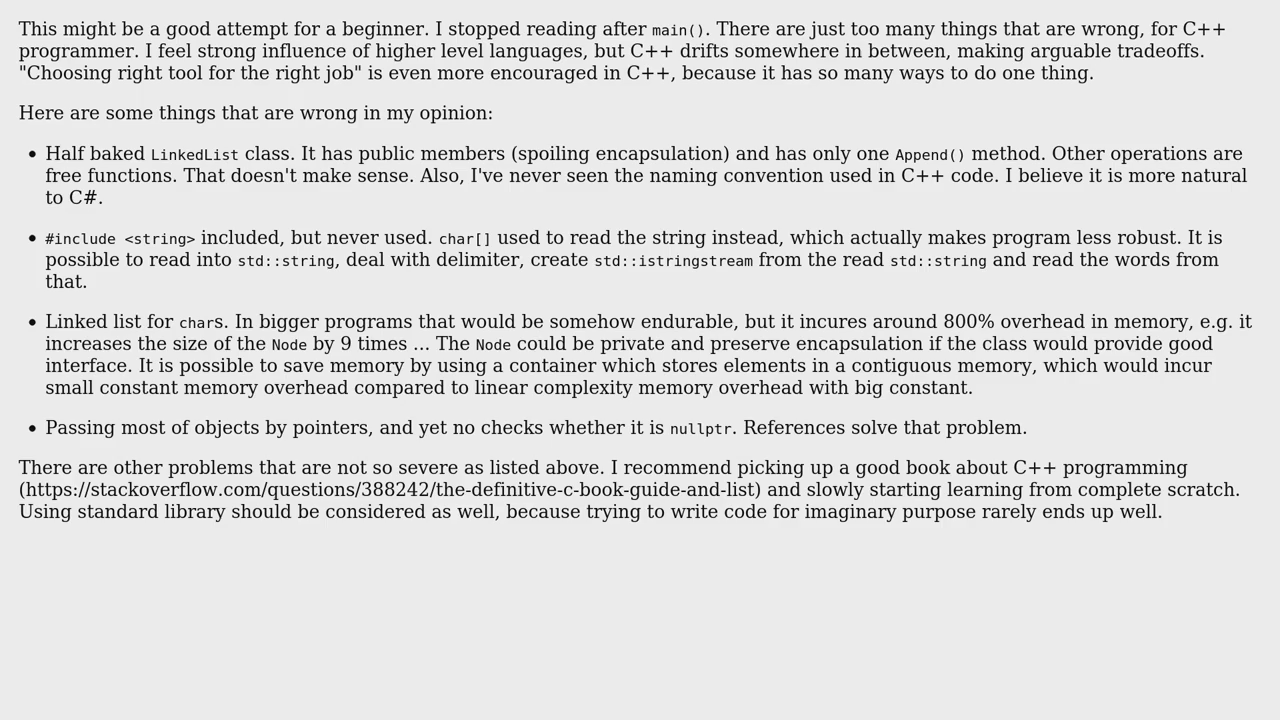 This might be a good attempt for a beginner. I stopped reading after main(). There are just too many things that are wrong, for C++
programmer. I feel strong influence of higher level languages, but C++ drifts somewhere in between, making arguable tradeoffs.
"Choosing right tool for the right job" is even more encouraged in C++, because it has so many ways to do one thing.
Here are some things that are wrong in my opinion:
• Half baked LinkedList class. It has public members (spoiling encapsulation) and has only one Append() method. Other operations are
free functions. That doesn't make sense. Also, I've never seen the naming convention used in C++ code. I believe it is more natural
to C#.
• #include <string> included, but never used. char[] used to read the string instead, which actually makes program less robust. It is
possible to read into std::string, deal with delimiter, create std::istringstream from the read std::string and read the words from
that.
• Linked list for chars. In bigger programs that would be somehow endurable, but it incures around 800% overhead in memory, e.g. it
increases the size of the Node by 9 times ... The Node could be private and preserve encapsulation if the class would provide good
interface. It is possible to save memory by using a container which stores elements in a contiguous memory, which would incur
small constant memory overhead compared to linear complexity memory overhead with big constant.
• Passing most of objects by pointers, and yet no checks whether it is nullptr. References solve that problem.
There are other problems that are not so severe as listed above. I recommend picking up a good book about C++ programming
(https://stackoverflow.com/questions/388242/the-definitive-c-book-guide-and-list) and slowly starting learning from complete scratch.
Using standard library should be considered as well, because trying to write code for imaginary purpose rarely ends up well.